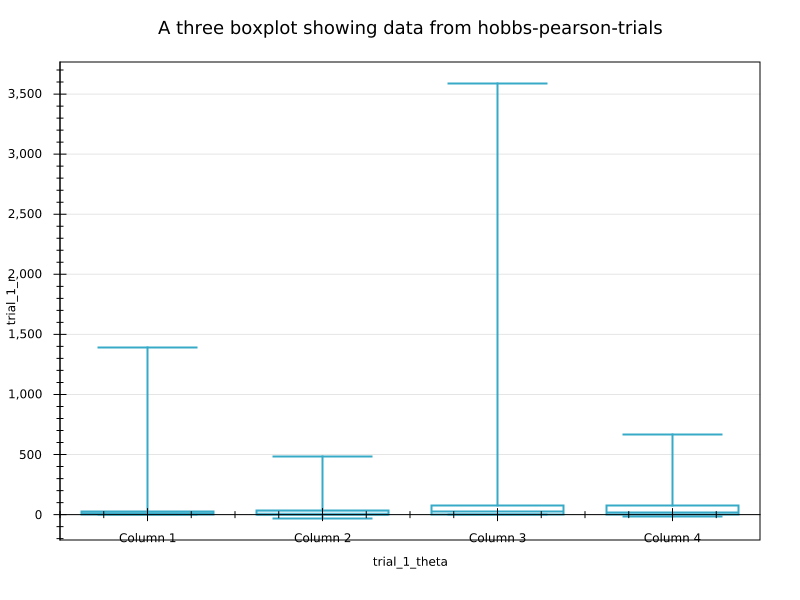 A three boxplot showing data from hobbs-pearson-trials
3,500
3,000
2,500
2,000
trial_1_r
1,500
1,000
500
0
Column 1 Column 2 Column 3 Column 4
trial_1_theta